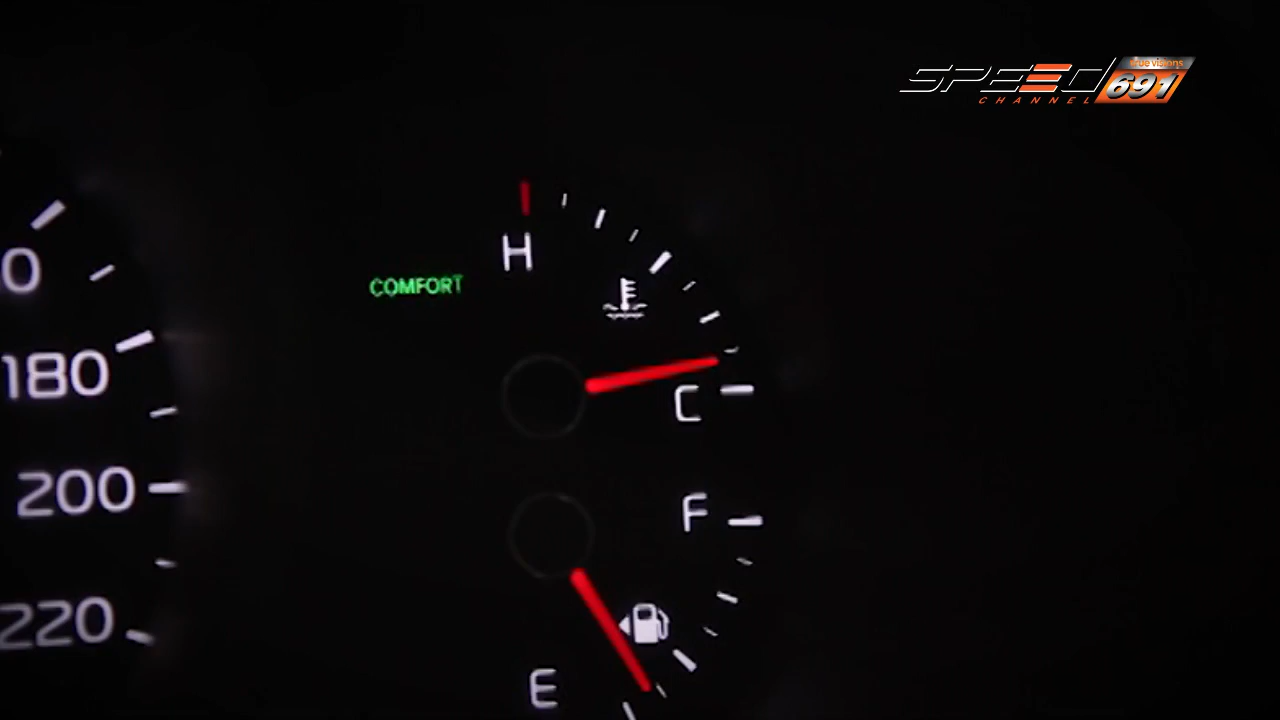 SPEED
true visions
CHANNEL 691
H
COMFORT
0
180
C
200
F
220
E